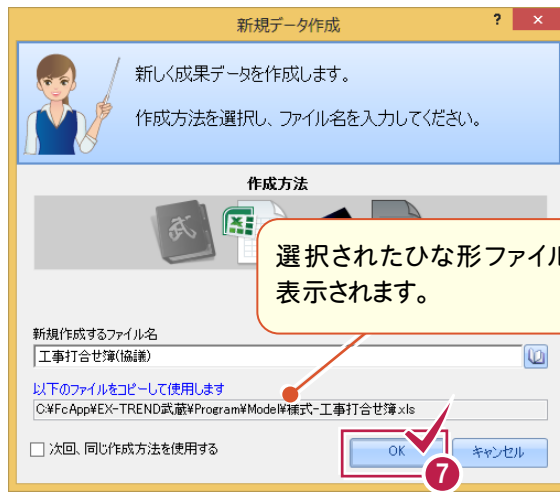 新規データ作成
? ×
新しく成果データを作成します。
作成方法を選択し、ファイル名を入力してください。
作成方法
武
選択されたひな形ファイル
表示されます。
新規作成するファイル名
工事打合せ簿(協議)
以下のファイルをコピーして使用します
C:¥FcApp¥EX-TREND武蔵¥Program¥Model¥様式-工事打合せ簿.xls
次回、同じ作成方法を使用する
OK
キャンセル
7